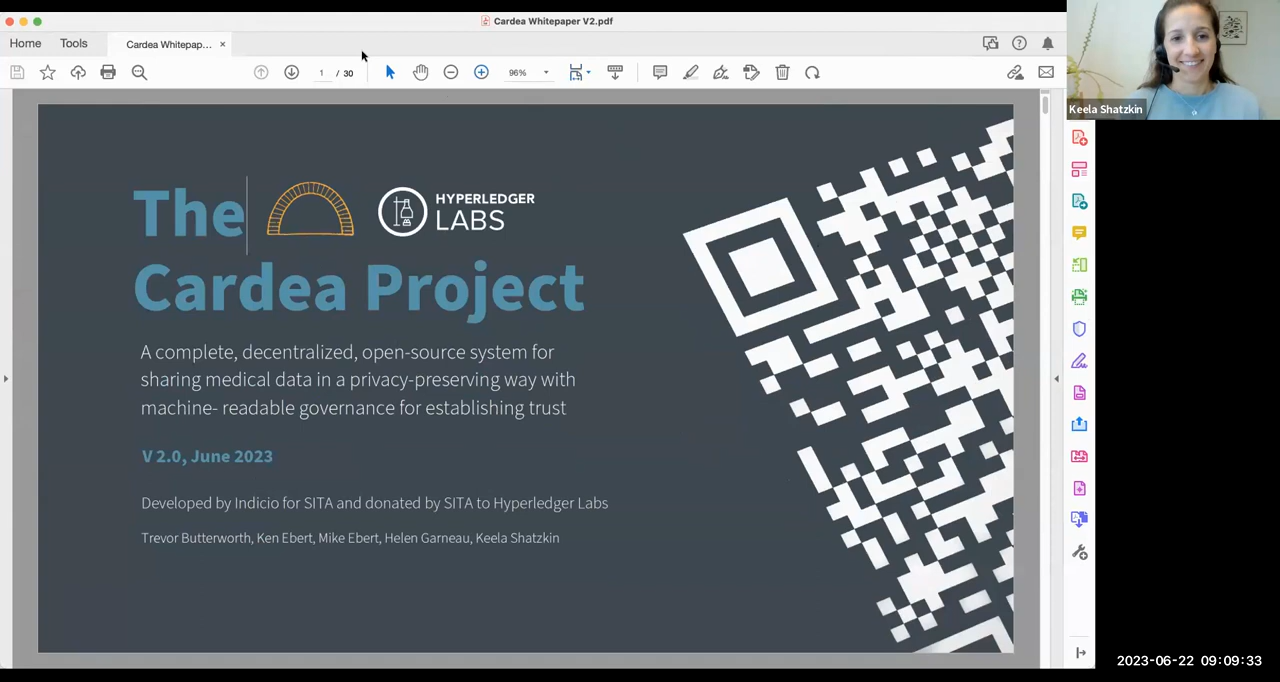 Cardea Whitepaper V2.pdf
Home
Tools
Cardea Whitepap...
1 / 30
96%
Keela Shatzkin
The
HYPERLEDGER
LABS
Cardea Project
A complete, decentralized, open-source system for
sharing medical data in a privacy-preserving way with
machine- readable governance for establishing trust
V 2.0, June 2023
Developed by Indicio for SITA and donated by SITA to Hyperledger Labs
Trevor Butterworth, Ken Ebert, Mike Ebert, Helen Garneau, Keela Shatzkin
2023-06-22 09:09:33